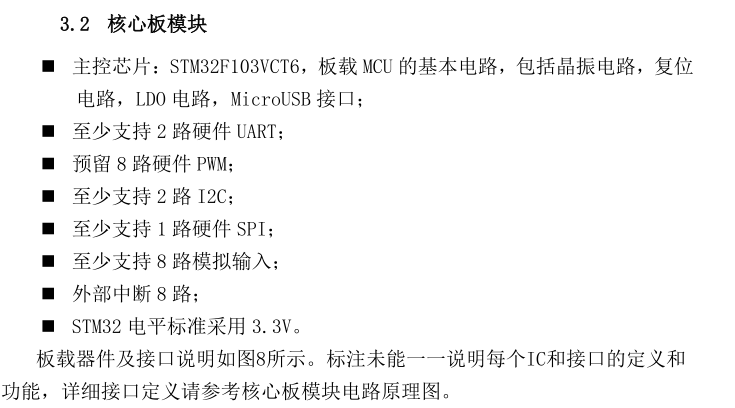 3.2 核心板模块
■ 主控芯片：STM32F103VCT6，板载 MCU 的基本电路，包括晶振电路，复位
电路，LDO 电路，MicroUSB 接口；
■ 至少支持 2 路硬件 UART；
■ 预留 8 路硬件 PWM；
■ 至少支持 2 路 I2C；
■ 至少支持 1 路硬件 SPI；
■ 至少支持 8 路模拟输入；
■ 外部中断 8 路；
■ STM32 电平标准采用 3.3V。
板载器件及接口说明如图8所示。标注未能一一说明每个IC和接口的定义和
功能，详细接口定义请参考核心板模块电路原理图。